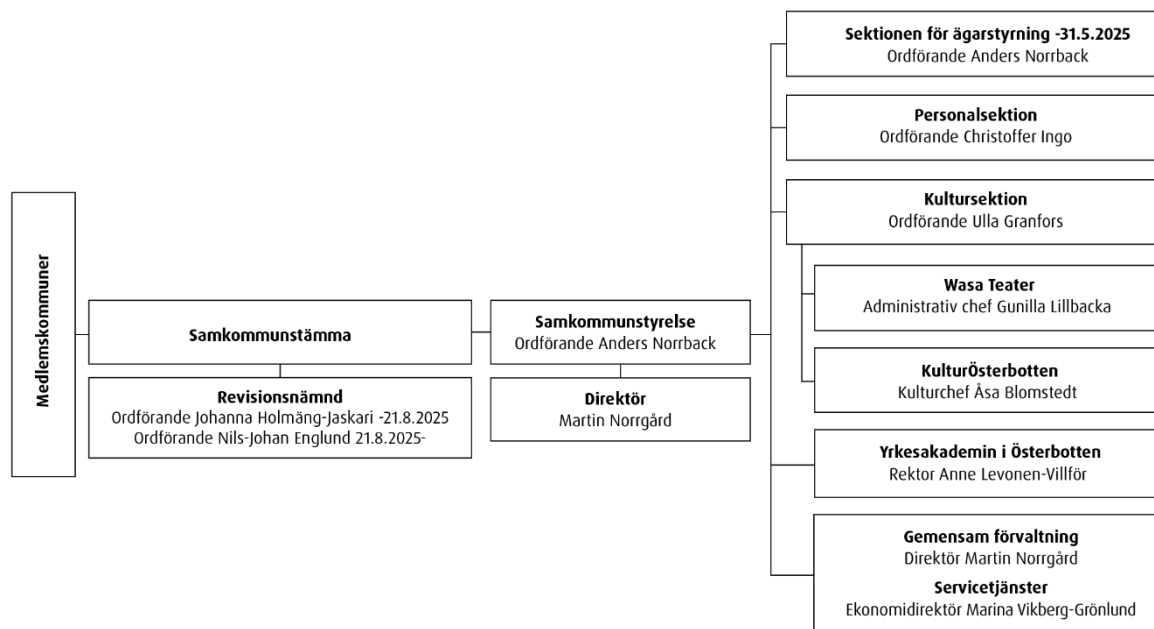 Medlemskommuner
Samkommunstämma
Revisionsnämnd
Ordförande Johanna Holmäng-Jaskari -21.8.2025
Ordförande Nils-Johan Englund 21.8.2025-
Samkommunstyrelse
Ordförande Anders Norrback
Direktör
Martin Norrgård
Sektionen för ägarstyrning -31.5.2025
Ordförande Anders Norrback
Personalsektion
Ordförande Christoffer Ingo
Kultursektion
Ordförande Ulla Granfors
Wasa Teater
Administrativ chef Gunilla Lillbacka
KulturÖsterbotten
Kulturchef Åsa Blomstedt
Yrkesakademin i Österbotten
Rektor Anne Levonen-Villför
Gemensam förvaltning
Direktör Martin Norrgård
Servicetjänster
Ekonomidirektör Marina Vikberg-Grönlund